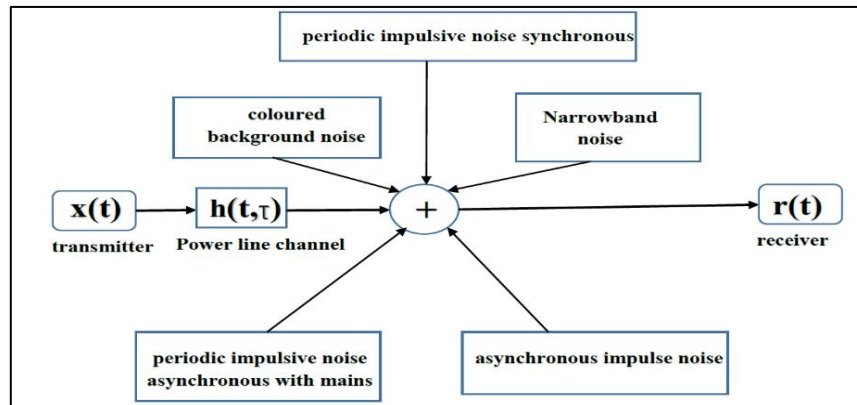 periodic impulsive noise synchronous
coloured
background noise
Narrowband
noise
x(t)
h(t,τ)
+
r(t)
transmitter
Power line channel
receiver
periodic impulsive noise
asynchronous with mains
asynchronous impulse noise